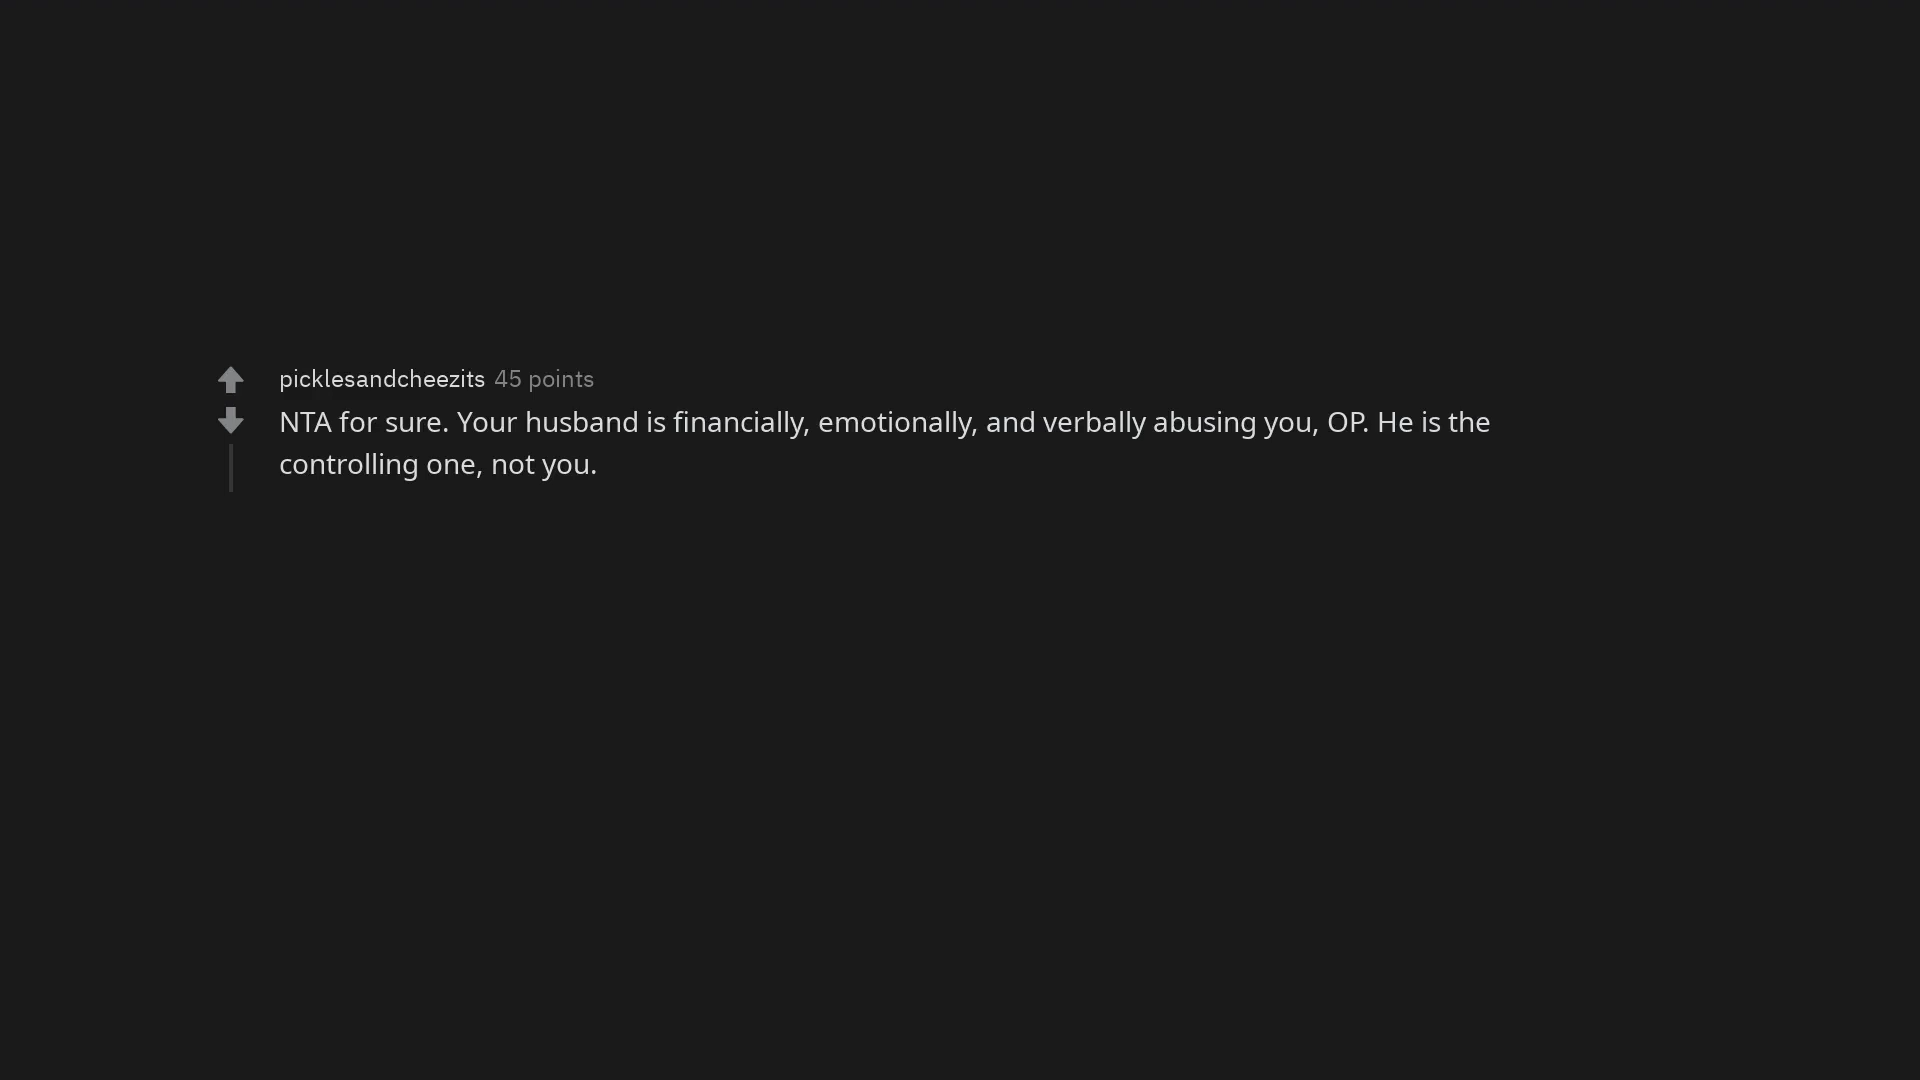 picklesandcheezits 45 points
NTA for sure. Your husband is financially, emotionally, and verbally abusing you, OP. He is the
controlling one, not you.